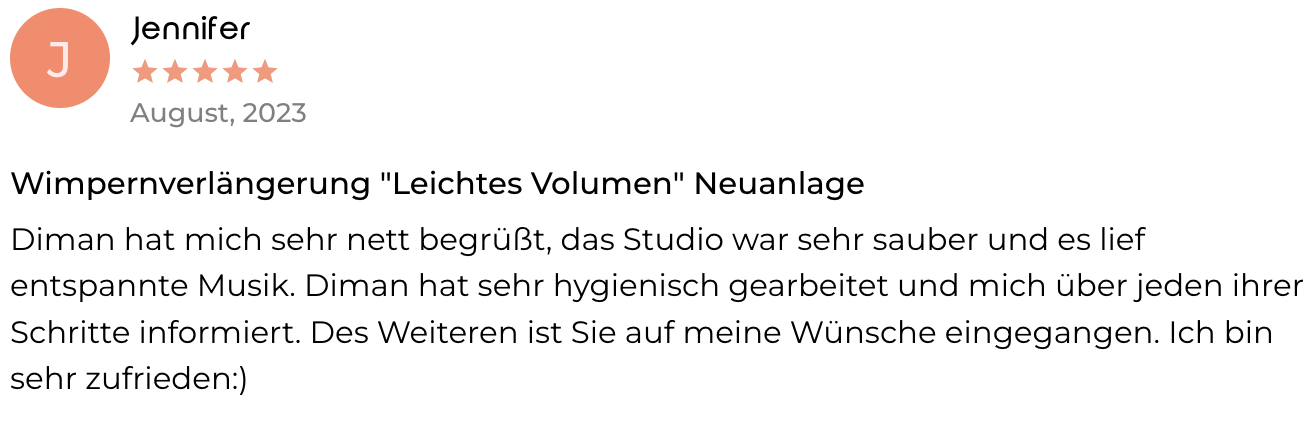 J
Jennifer
August, 2023
Wimpernverlängerung "Leichtes Volumen" Neuanlage
Diman hat mich sehr nett begrüßt, das Studio war sehr sauber und es lief
entspannte Musik. Diman hat sehr hygienisch gearbeitet und mich über jeden ihrer
Schritte informiert. Des Weiteren ist Sie auf meine Wünsche eingegangen. Ich bin
sehr zufrieden:)